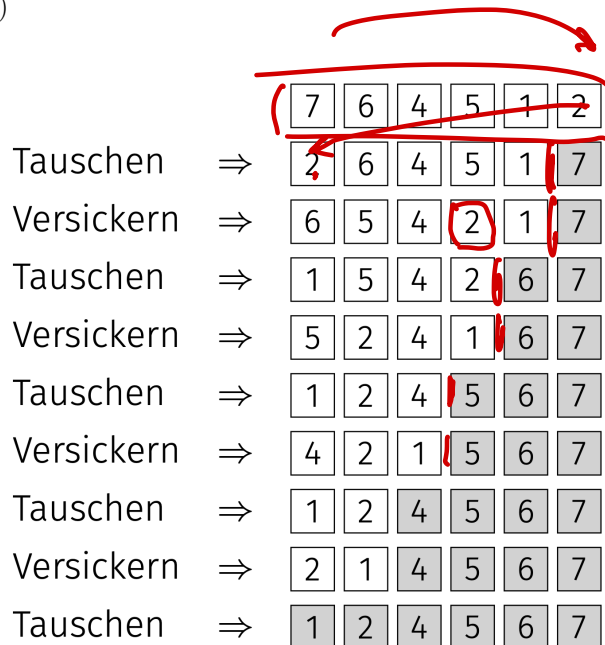 )
7 6 4 5 1 2
Tauschen ⇒ 2 6 4 5 1 7
Versickern ⇒ 6 5 4 2 1 7
Tauschen ⇒ 1 5 4 2 6 7
Versickern ⇒ 5 2 4 1 6 7
Tauschen ⇒ 1 2 4 5 6 7
Versickern ⇒ 4 2 1 5 6 7
Tauschen ⇒ 1 2 4 5 6 7
Versickern ⇒ 2 1 4 5 6 7
Tauschen ⇒ 1 2 4 5 6 7